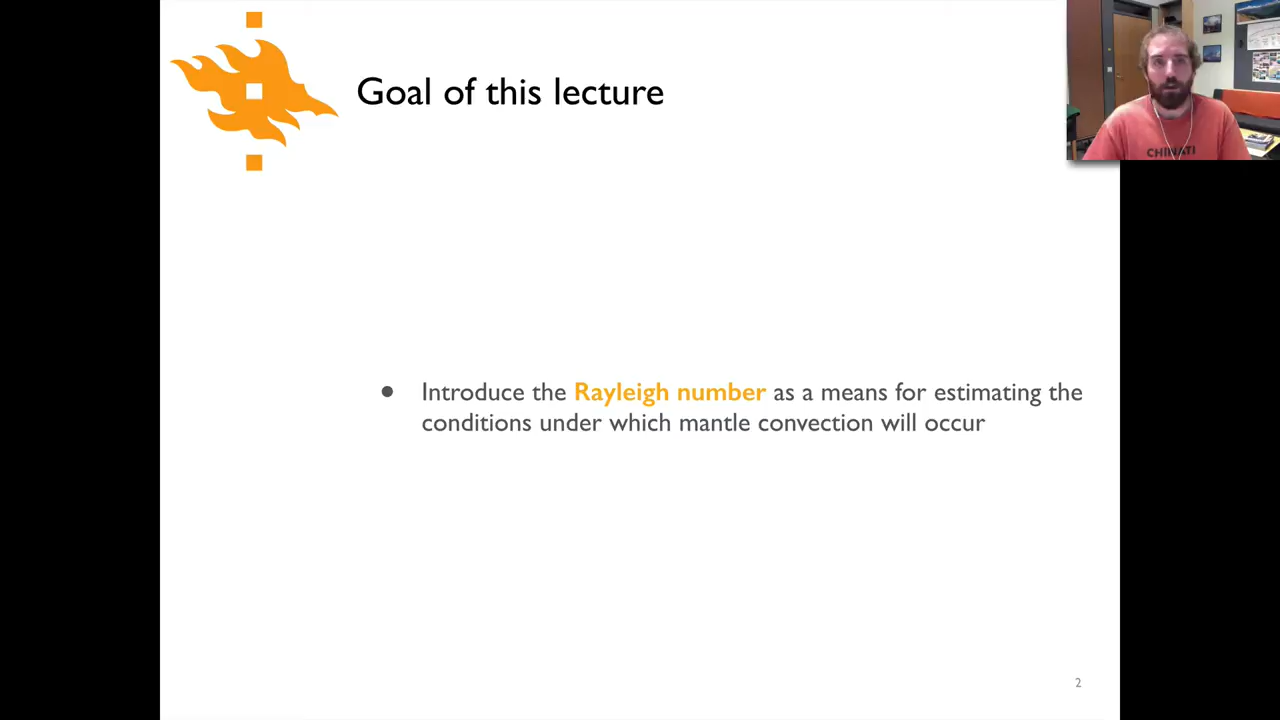 Goal of this lecture
CHINATI
● Introduce the Rayleigh number as a means for estimating the
conditions under which mantle convection will occur
2